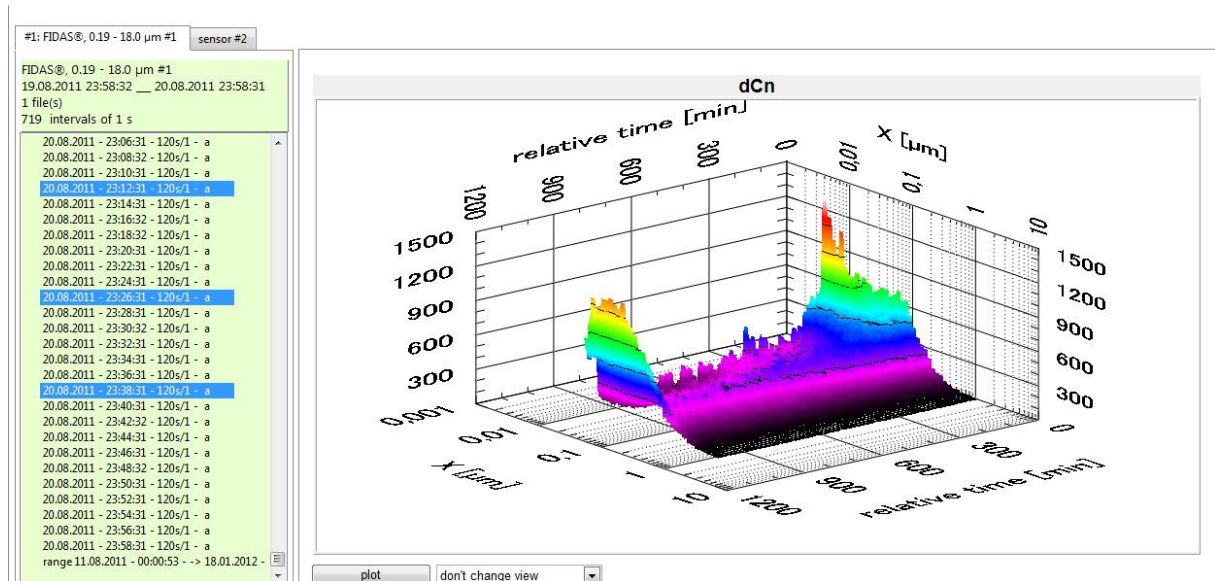 #1: FIDAS®, 0.19 - 18.0 µm #1
sensor #2
FIDAS®, 0.19 - 18.0 µm #1
19.08.2011 23:58:32 __ 20.08.2011 23:58:31
1 file(s)
719 intervals of 1 s
20.08.2011 - 23:06:31 - 120s/1 - a
20.08.2011 - 23:08:32 - 120s/1 - a
20.08.2011 - 23:10:31 - 120s/1 - a
20.08.2011 - 23:12:31 - 120s/1 - a
20.08.2011 - 23:14:31 - 120s/1 - a
20.08.2011 - 23:16:32 - 120s/1 - a
20.08.2011 - 23:18:32 - 120s/1 - a
20.08.2011 - 23:20:31 - 120s/1 - a
20.08.2011 - 23:22:31 - 120s/1 - a
20.08.2011 - 23:24:31 - 120s/1 - a
20.08.2011 - 23:26:31 - 120s/1 - a
20.08.2011 - 23:28:31 - 120s/1 - a
20.08.2011 - 23:30:32 - 120s/1 - a
20.08.2011 - 23:32:31 - 120s/1 - a
20.08.2011 - 23:34:31 - 120s/1 - a
20.08.2011 - 23:36:31 - 120s/1 - a
20.08.2011 - 23:38:31 - 120s/1 - a
20.08.2011 - 23:40:31 - 120s/1 - a
20.08.2011 - 23:42:32 - 120s/1 - a
20.08.2011 - 23:44:31 - 120s/1 - a
20.08.2011 - 23:46:31 - 120s/1 - a
20.08.2011 - 23:48:32 - 120s/1 - a
20.08.2011 - 23:50:31 - 120s/1 - a
20.08.2011 - 23:52:31 - 120s/1 - a
20.08.2011 - 23:54:31 - 120s/1 - a
20.08.2011 - 23:56:31 - 120s/1 - a
20.08.2011 - 23:58:31 - 120s/1 - a
range 11.08.2011 - 00:00:53 - -> 18.01.2012 -
dCn
relative time [min]
1200 900 600 300 0
X [µm]
0,01 0,1 1 10
1500
1200
900
600
300
1500
1200
900
600
300
0,001 0,01 0,1 1 10
X [µm]
1200 900 600 300 0
relative time [min]
plot
don't change view